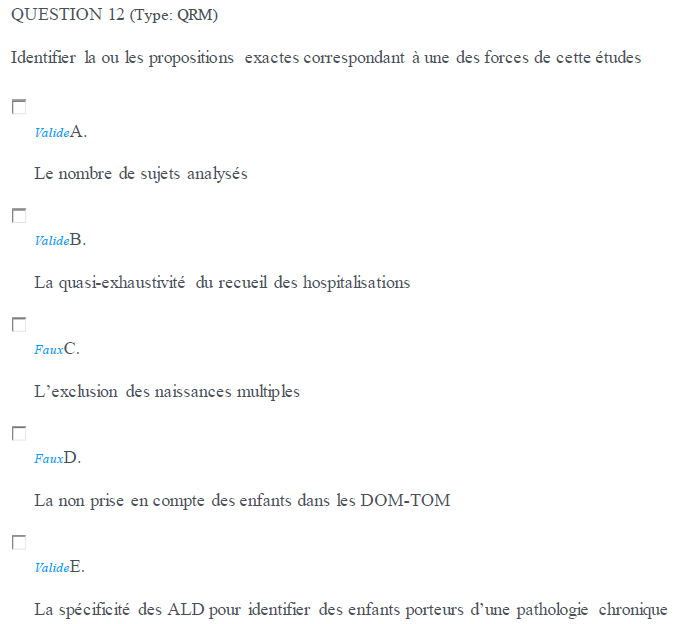 QUESTION 12 (Type: QRM)
Identifier la ou les propositions exactes correspondant à une des forces de cette études
ValideA.
Le nombre de sujets analysés
ValideB.
La quasi-exhaustivité du recueil des hospitalisations
FauxC.
L’exclusion des naissances multiples
FauxD.
La non prise en compte des enfants dans les DOM-TOM
ValideE.
La spécificité des ALD pour identifier des enfants porteurs d’une pathologie chronique